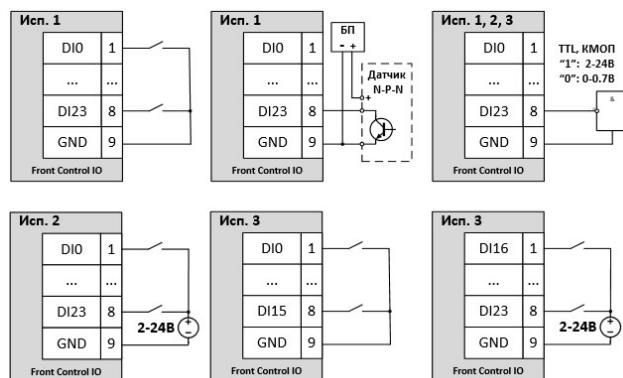 Исп. 1
DI0 1
... ...
DI23 8
GND 9
Front Control IO
Исп. 1
DI0 1
... ...
DI23 8
GND 9
Front Control IO
БП
- +
Датчик
N-P-N
+
Исп. 1, 2, 3
DI0 1
... ...
DI23 8
GND 9
Front Control IO
TTL, КМОП
“1”: 2-24В
“0”: 0-0.7В
&
Исп. 2
DI0 1
... ...
DI23 8
GND 9
Front Control IO
2-24В
+
−
Исп. 3
DI0 1
... ...
DI15 8
GND 9
Front Control IO
Исп. 3
DI16 1
... ...
DI23 8
GND 9
Front Control IO
2-24В
+
−